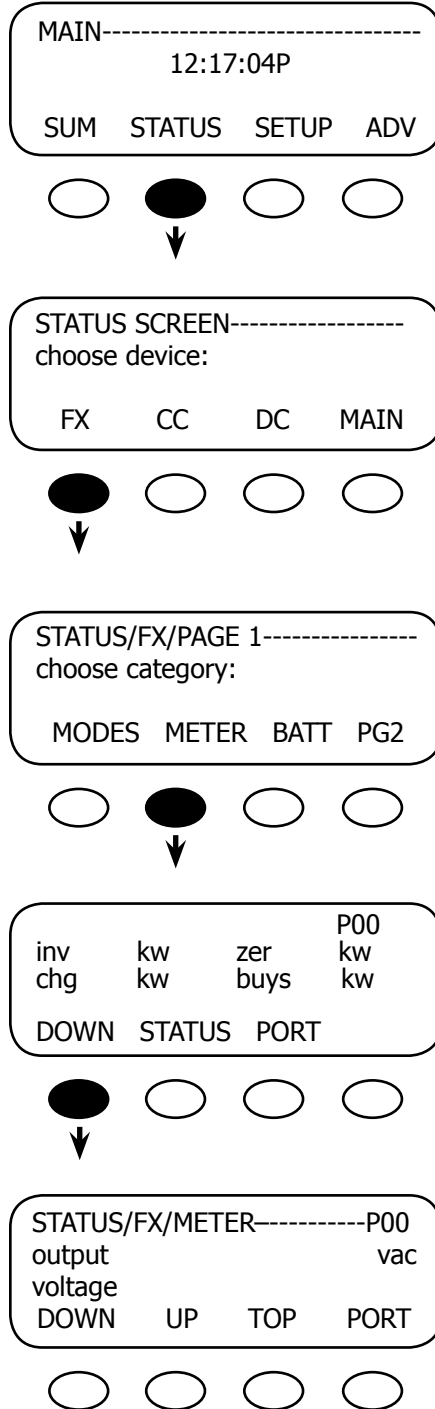 MAIN---------------------------------
12:17:04P
SUM STATUS SETUP ADV
STATUS SCREEN------------------
choose device:
FX CC DC MAIN
STATUS/FX/PAGE 1----------------
choose category:
MODES METER BATT PG2
P00
inv kw zer kw
chg kw buys kw
DOWN STATUS PORT
STATUS/FX/METER–-----------P00
output vac
voltage
DOWN UP TOP PORT